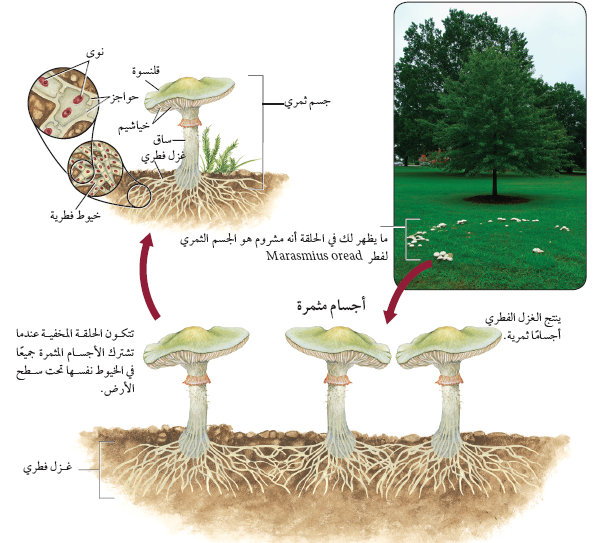 نوى
قلنسوة
حواجز
خياشيم
جسم ثمري
ساق
غزل فطري
خيوط فطرية
ما يظهر لك في الحلقة أنه مشروم هو الجسم الثمري
لفطر Marasmius oread
أجسام مثمرة
ينتج الغزل الفطري
أجسامًا ثمرية.
تتكون الحلقة المخفية عندما
تشترك الأجسام المثمرة جميعًا
في الخيوط نفسها تحت سطح
الأرض.
غزل فطري